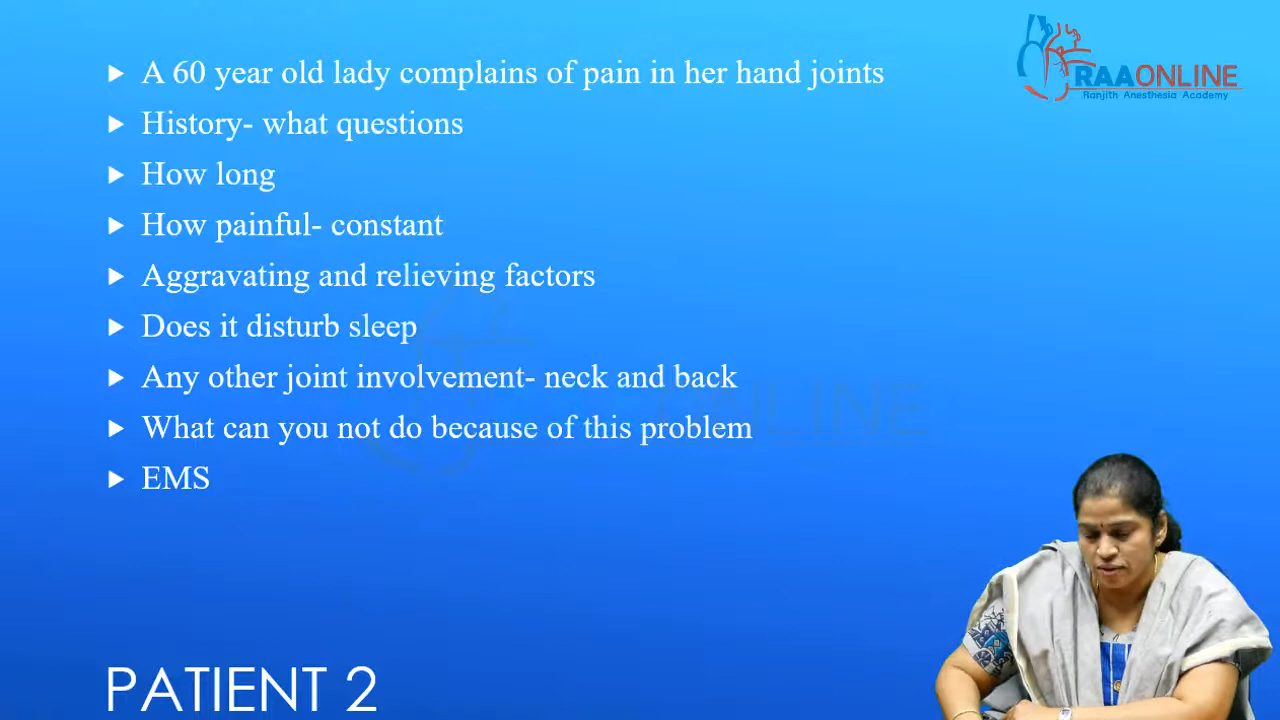 RAAONLINE
Ranjith Anesthesia Academy
A 60 year old lady complains of pain in her hand joints
History- what questions
How long
How painful- constant
Aggravating and relieving factors
Does it disturb sleep
Any other joint involvement- neck and back
What can you not do because of this problem
EMS
PATIENT 2